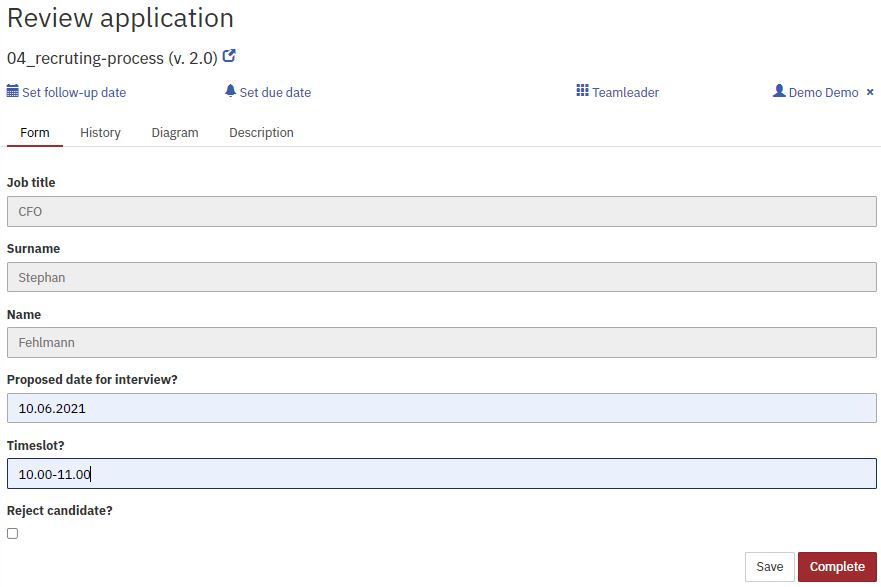 Review application
04_recruting-process (v. 2.0)
Set follow-up date Set due date Teamleader Demo Demo ×
Form History Diagram Description
Job title
CFO
Surname
Stephan
Name
Fehlmann
Proposed date for interview?
10.06.2021
Timeslot?
10.00-11.00
Reject candidate?
Save Complete